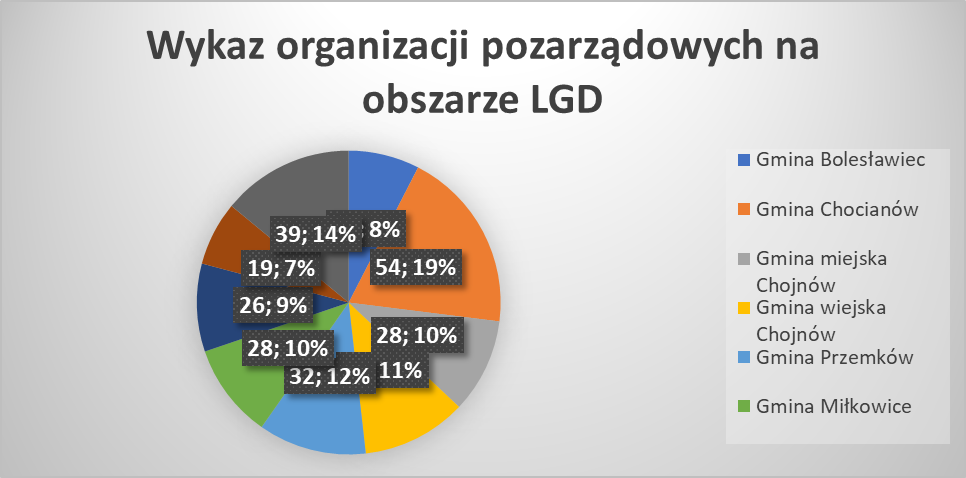 Wykaz organizacji pozarządowych na
obszarze LGD
8%
54; 19%
28; 10%
11%
32; 12%
28; 10%
26; 9%
19; 7%
39; 14%
Gmina Bolesławiec
Gmina Chocianów
Gmina miejska
Chojnów
Gmina wiejska
Chojnów
Gmina Przemków
Gmina Miłkowice